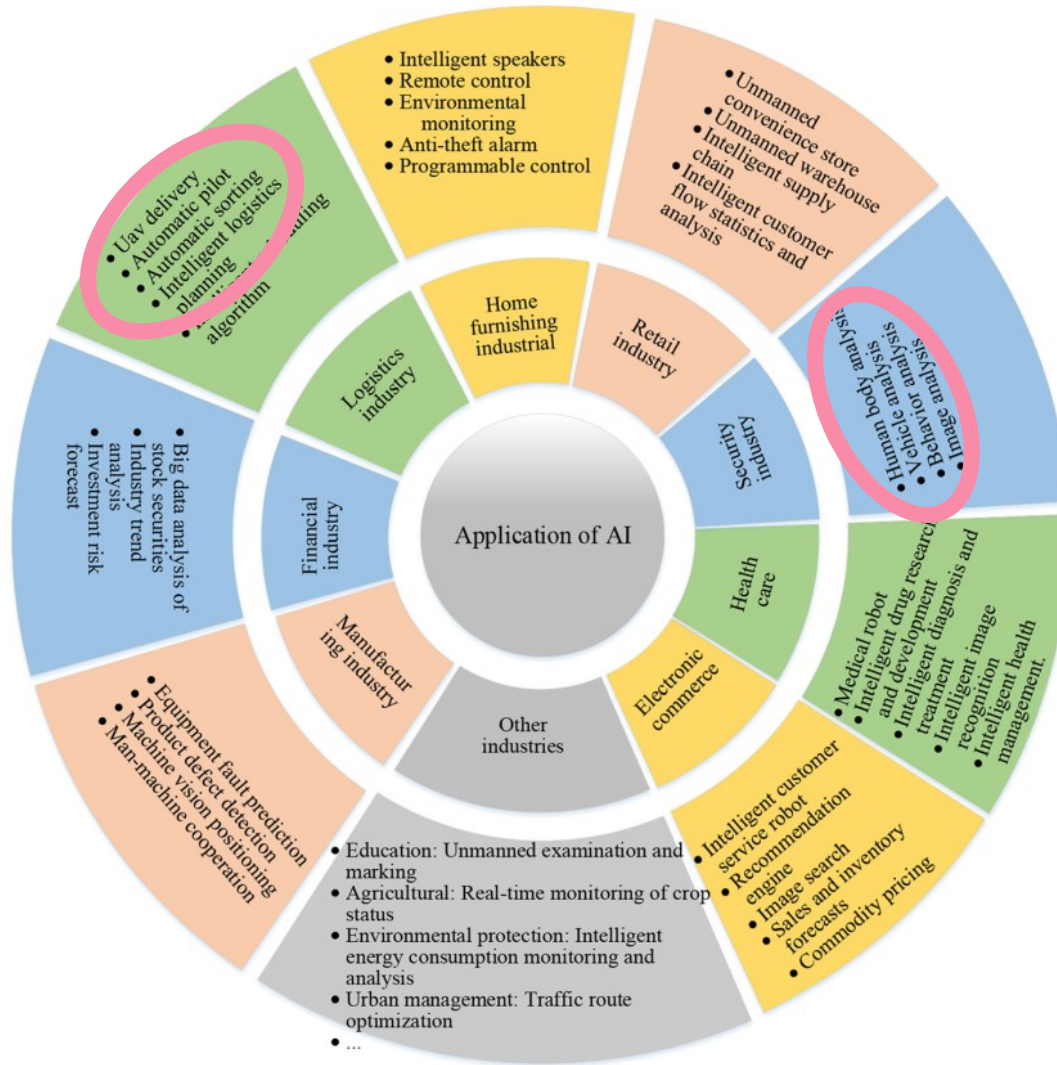 Application of AI
Home
furnishing
industrial
• Intelligent speakers
• Remote control
• Environmental
monitoring
• Anti-theft alarm
• Programmable control
Retail
industry
• Unmanned
convenience store
• Unmanned warehouse
• Intelligent supply
chain
• Intelligent customer
flow statistics and
analysis
Security
industry
• Human body analysis
• Vehicle analysis
• Behavior analysis
• Image analysis
Health
care
• Medical robot
• Intelligent drug research
and development
• Intelligent diagnosis and
treatment
• Intelligent image
recognition
• Intelligent health
management.
Electronic
commerce
• Intelligent customer
service robot
• Recommendation
engine
• Image search
• Sales and inventory
forecasts
• Commodity pricing
Other
industries
• Education: Unmanned examination and
marking
• Agricultural: Real-time monitoring of crop
status
• Environmental protection: Intelligent
energy consumption monitoring and
analysis
• Urban management: Traffic route
optimization
• ...
Manufactur
ing industry
• Equipment fault prediction
• Product defect detection
• Machine vision positioning
• Man-machine cooperation
Financial
industry
• Big data analysis of
stock securities
• Industry trend
analysis
• Investment risk
forecast
Logistics
industry
• Uav delivery
• Automatic pilot
• Automatic sorting
• Intelligent logistics
planning
•
algorithm